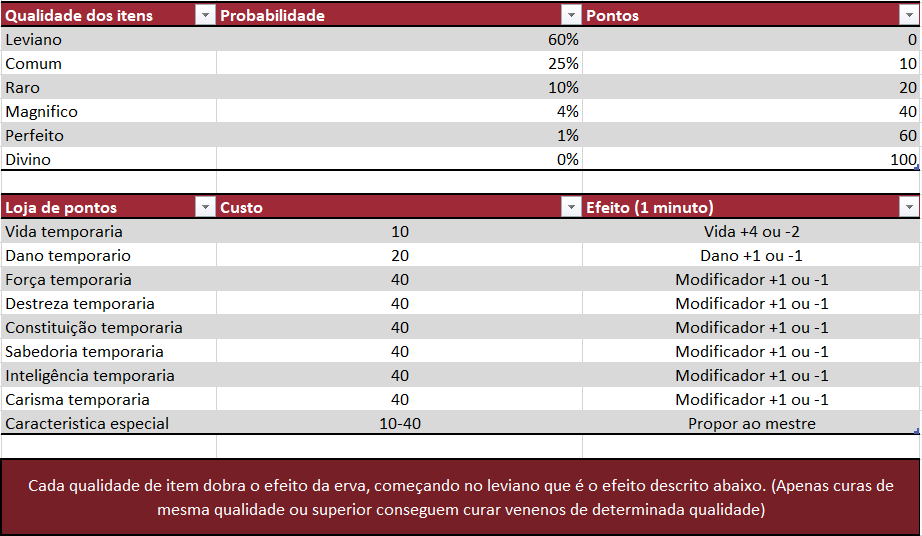 Qualidade dos itens Probabilidade Pontos
Leviano 60% 0
Comum 25% 10
Raro 10% 20
Magnifico 4% 40
Perfeito 1% 60
Divino 0% 100
Loja de pontos Custo Efeito (1 minuto)
Vida temporaria 10 Vida +4 ou -2
Dano temporario 20 Dano +1 ou -1
Força temporaria 40 Modificador +1 ou -1
Destreza temporaria 40 Modificador +1 ou -1
Constituição temporaria 40 Modificador +1 ou -1
Sabedoria temporaria 40 Modificador +1 ou -1
Inteligência temporaria 40 Modificador +1 ou -1
Carisma temporaria 40 Modificador +1 ou -1
Caracteristica especial 10-40 Propor ao mestre
Cada qualidade de item dobra o efeito da erva, começando no leviano que é o efeito descrito abaixo. (Apenas curas de
mesma qualidade ou superior conseguem curar venenos de determinada qualidade)